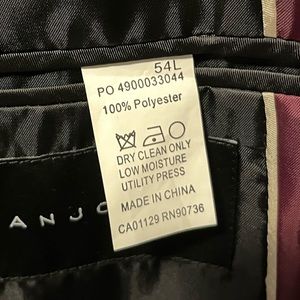 54L
PO 4900033044
100% Polyester
DRY CLEAN ONLY
LOW MOISTURE
UTILITY PRESS
MADE IN CHINA
CA01129 RN90736